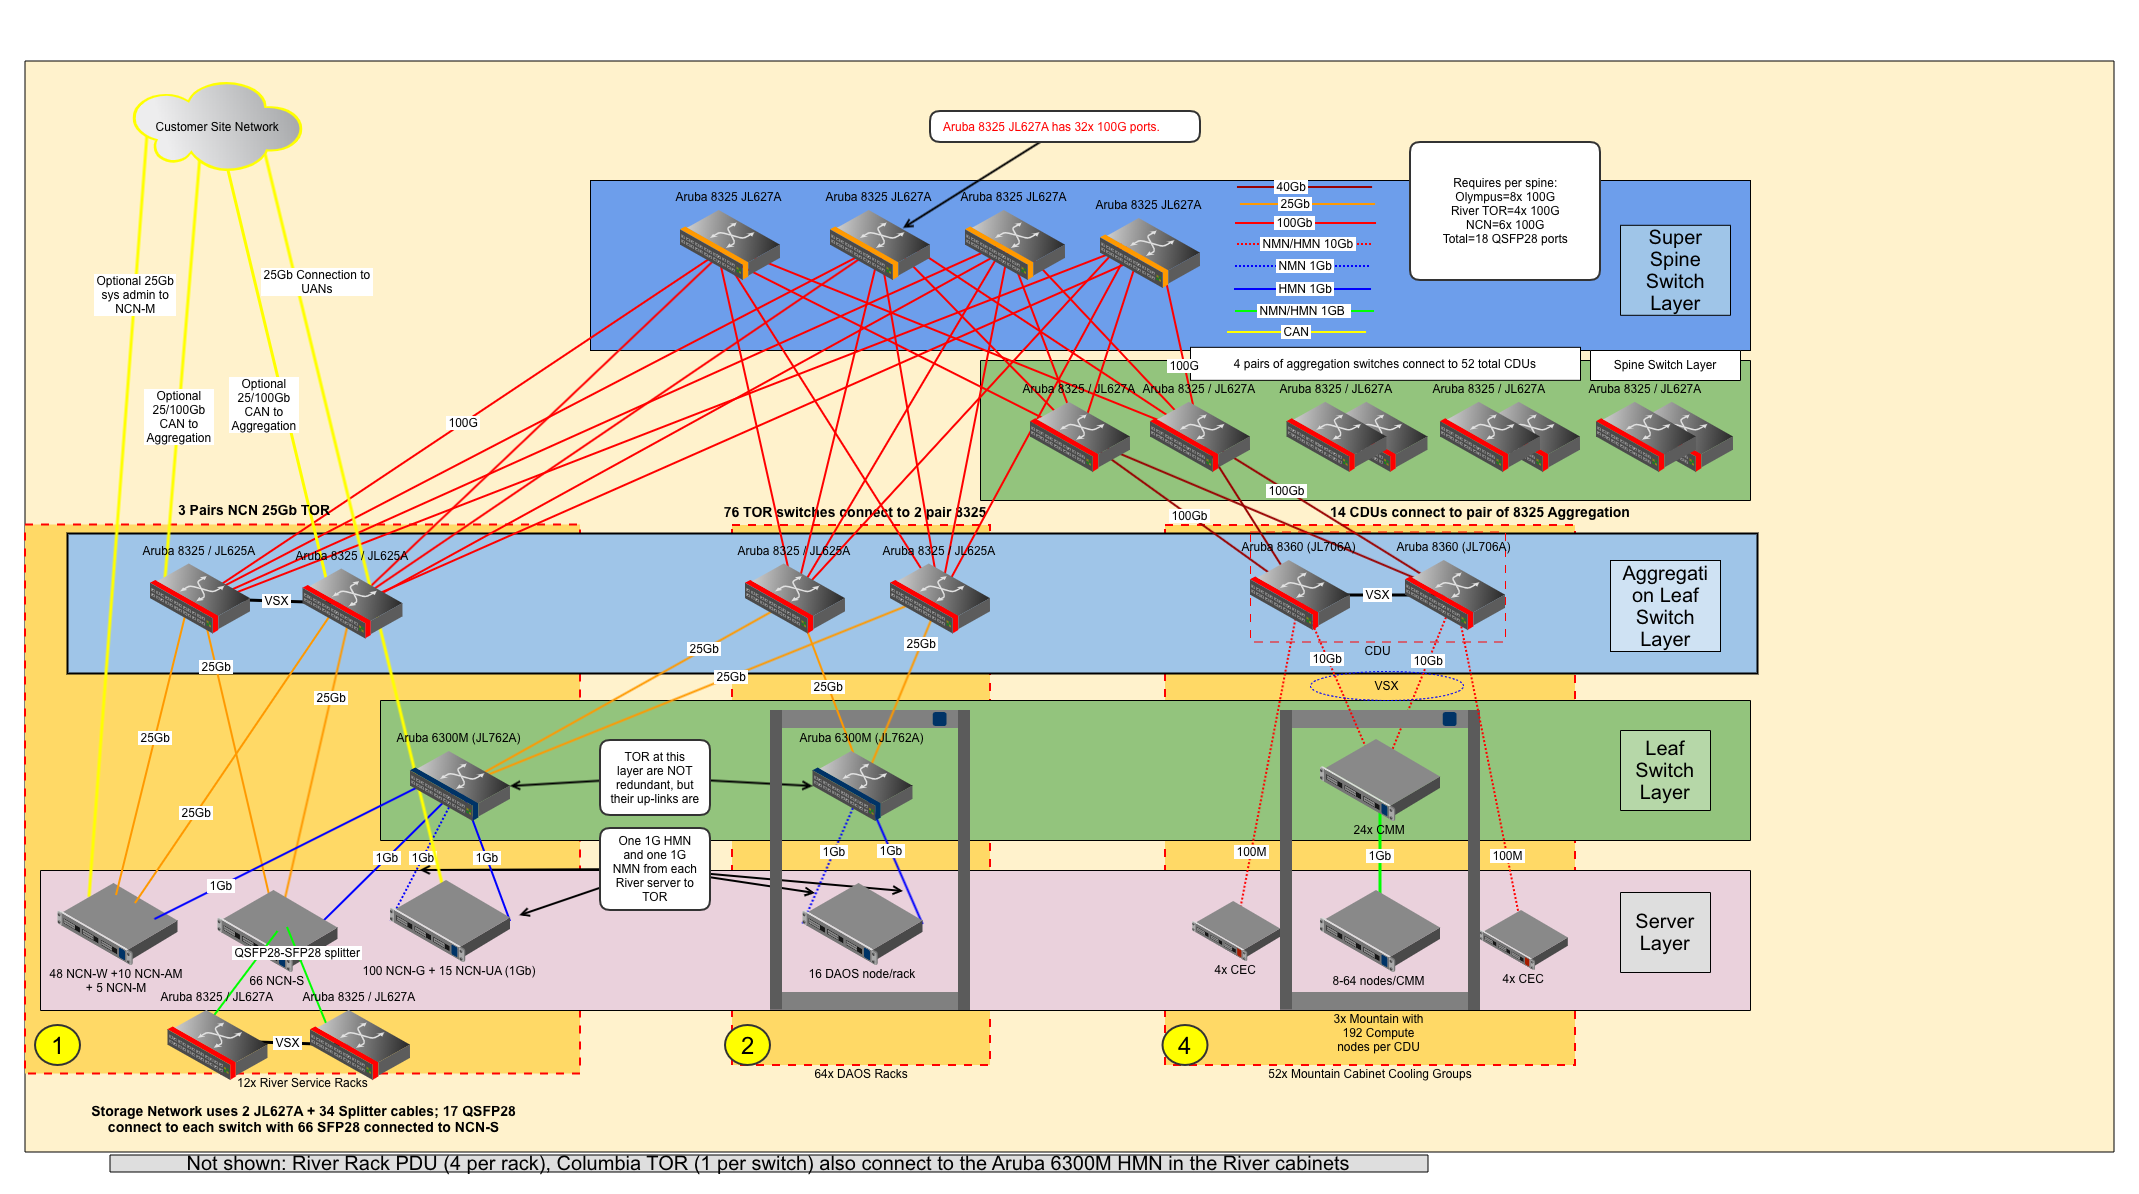 Customer Site Network
Aruba 8325 JL627A has 32x 100G ports.
Requires per spine:
Olympus=8x 100G
River TOR=4x 100G
NCN=6x 100G
Total=18 QSFP28 ports
Aruba 8325 JL627A
Aruba 8325 JL627A
Aruba 8325 JL627A
Aruba 8325 JL627A
40Gb
25Gb
100Gb
NMN/HMN 10Gb
NMN 1Gb
HMN 1Gb
NMN/HMN 1GB
CAN
Super
Spine
Switch
Layer
Optional 25Gb
sys admin to
NCN-M
25Gb Connection to
UANs
Optional
25/100Gb
CAN to
Aggregation
Optional
25/100Gb
CAN to
Aggregation
100G
100G
4 pairs of aggregation switches connect to 52 total CDUs
Spine Switch Layer
Aruba 8325 / JL627A
Aruba 8325 / JL627A
Aruba 8325 / JL627A
Aruba 8325 / JL627A
Aruba 8325 / JL627A
100Gb
100Gb
3 Pairs NCN 25Gb TOR
76 TOR switches connect to 2 pair 8325
14 CDUs connect to pair of 8325 Aggregation
Aruba 8325 / JL625A
Aruba 8325 / JL625A
Aruba 8325 / JL625A
Aruba 8325 / JL625A
Aruba 8360 (JL706A)
Aruba 8360 (JL706A)
VSX
VSX
CDU
Aggregati
on Leaf
Switch
Layer
25Gb
25Gb
25Gb
25Gb
25Gb
25Gb
25Gb
25Gb
10Gb
10Gb
VSX
Aruba 6300M (JL762A)
Aruba 6300M (JL762A)
TOR at this
layer are NOT
redundant, but
their up-links are
Leaf
Switch
Layer
24x CMM
One 1G HMN
and one 1G
NMN from each
River server to
TOR
1Gb
1Gb
1Gb
1Gb
1Gb
1Gb
100M
1Gb
100M
Server
Layer
48 NCN-W +10 NCN-AM
+ 5 NCN-M
QSFP28-SFP28 splitter
66 NCN-S
100 NCN-G + 15 NCN-UA (1Gb)
16 DAOS node/rack
4x CEC
8-64 nodes/CMM
4x CEC
Aruba 8325 / JL627A
Aruba 8325 / JL627A
VSX
1
2
4
3x Mountain with
192 Compute
nodes per CDU
12x River Service Racks
64x DAOS Racks
52x Mountain Cabinet Cooling Groups
Storage Network uses 2 JL627A + 34 Splitter cables; 17 QSFP28
connect to each switch with 66 SFP28 connected to NCN-S
Not shown: River Rack PDU (4 per rack), Columbia TOR (1 per switch) also connect to the Aruba 6300M HMN in the River cabinets